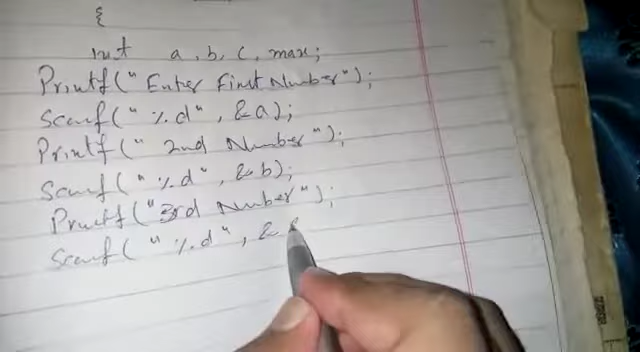 {
int a, b, c, max;
Printf(" Enter First Number");
Scanf(" %d", &a);
Printf(" 2nd Number");
Scanf(" %d", &b);
Printf("3rd Number");
Scanf( " %d", &